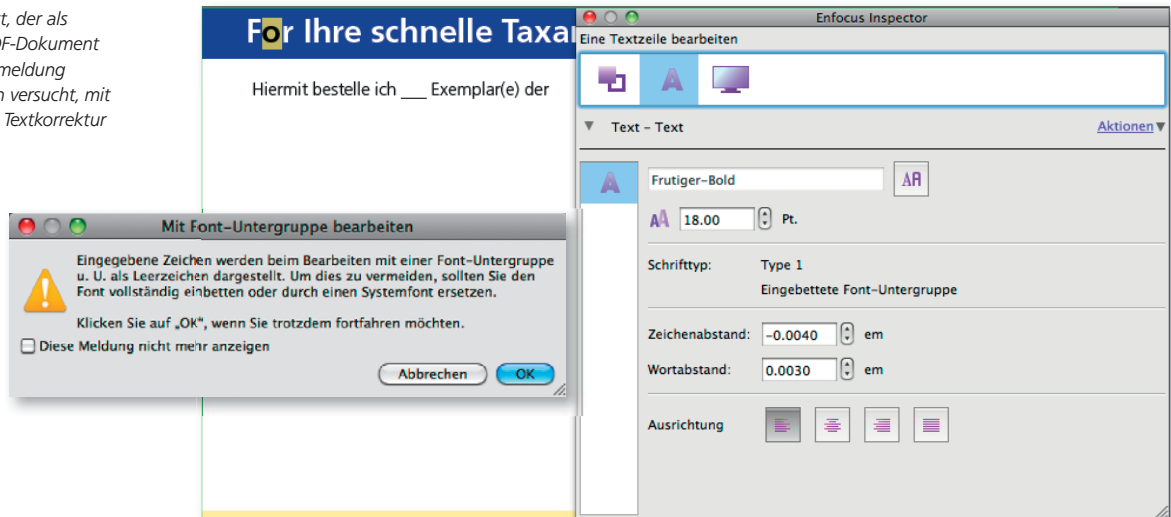 t, der als
F-Dokument
meldung
n versucht, mit
Textkorrektur
For Ihre schnelle Taxa
Hiermit bestelle ich ___ Exemplar(e) der
Enfocus Inspector
Eine Textzeile bearbeiten
A
Text – Text
Aktionen
A
Frutiger–Bold
AA
AA 18.00 Pt.
Schrifttyp: Type 1
Eingebettete Font–Untergruppe
Zeichenabstand: –0.0040 em
Wortabstand: 0.0030 em
Ausrichtung
Mit Font–Untergruppe bearbeiten
Eingegebene Zeichen werden beim Bearbeiten mit einer Font–Untergruppe
u. U. als Leerzeichen dargestellt. Um dies zu vermeiden, sollten Sie den
Font vollständig einbetten oder durch einen Systemfont ersetzen.
Klicken Sie auf „OK“, wenn Sie trotzdem fortfahren möchten.
Diese Meldung nicht mehr anzeigen
Abbrechen OK